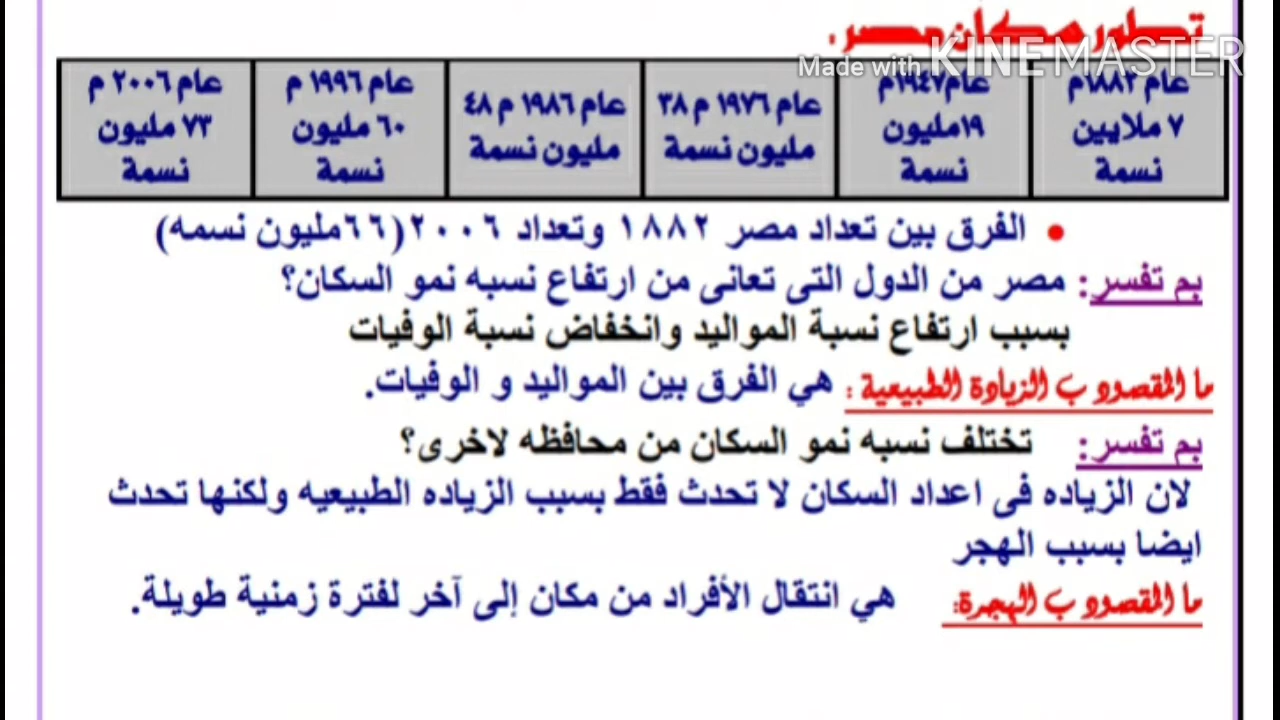 تطور سكان مصر :
Made with KINEMASTER
عام ١٨٨٢م ٧ ملايين نسمة
عام ١٩٤٧م ١٩مليون نسمة
عام ١٩٧٦ م ٣٨ مليون نسمة
عام ١٩٨٦ م ٤٨ مليون نسمة
عام ١٩٩٦ م ٦٠ مليون نسمة
عام ٢٠٠٦ م ٧٣ مليون نسمة
• الفرق بين تعداد مصر ١٨٨٢ وتعداد ٢٠٠٦(٦٦مليون نسمه)
بم تفسر: مصر من الدول التى تعانى من ارتفاع نسبه نمو السكان؟
بسبب ارتفاع نسبة المواليد وانخفاض نسبة الوفيات
ما المقصود ب الزيادة الطبيعية : هي الفرق بين المواليد و الوفيات.
بم تفسر: تختلف نسبه نمو السكان من محافظه لاخرى؟
لان الزياده فى اعداد السكان لا تحدث فقط بسبب الزياده الطبيعيه ولكنها تحدث
ايضا بسبب الهجر
ما المقصود ب الهجرة: هي انتقال الأفراد من مكان إلى آخر لفترة زمنية طويلة.